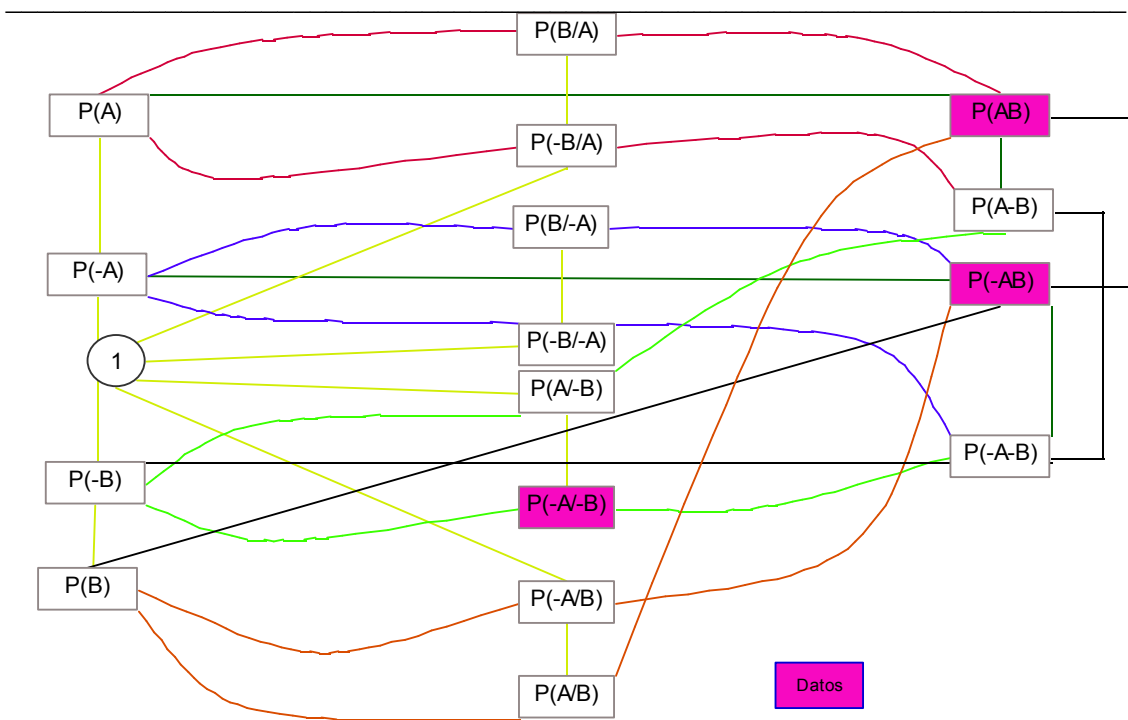 P(B/A)
P(A)
P(AB)
P(-B/A)
P(A-B)
P(B/-A)
P(-A)
P(-AB)
P(-B/-A)
1
P(A/-B)
P(-A-B)
P(-B)
P(-A/-B)
P(B)
P(-A/B)
P(A/B)
Datos